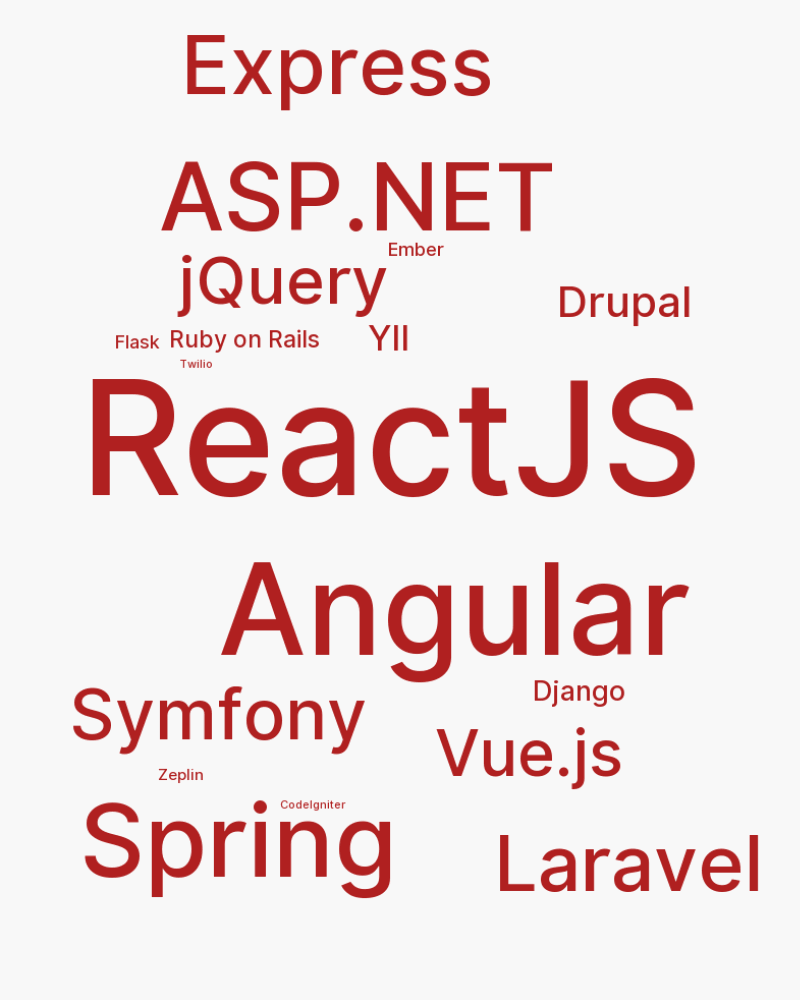 Express
ASP.NET
Ember
jQuery
Drupal
Flask
Ruby on Rails
YII
Twilio
ReactJS
Angular
Django
Symfony
Vue.js
Zeplin
CodeIgniter
Spring
Laravel